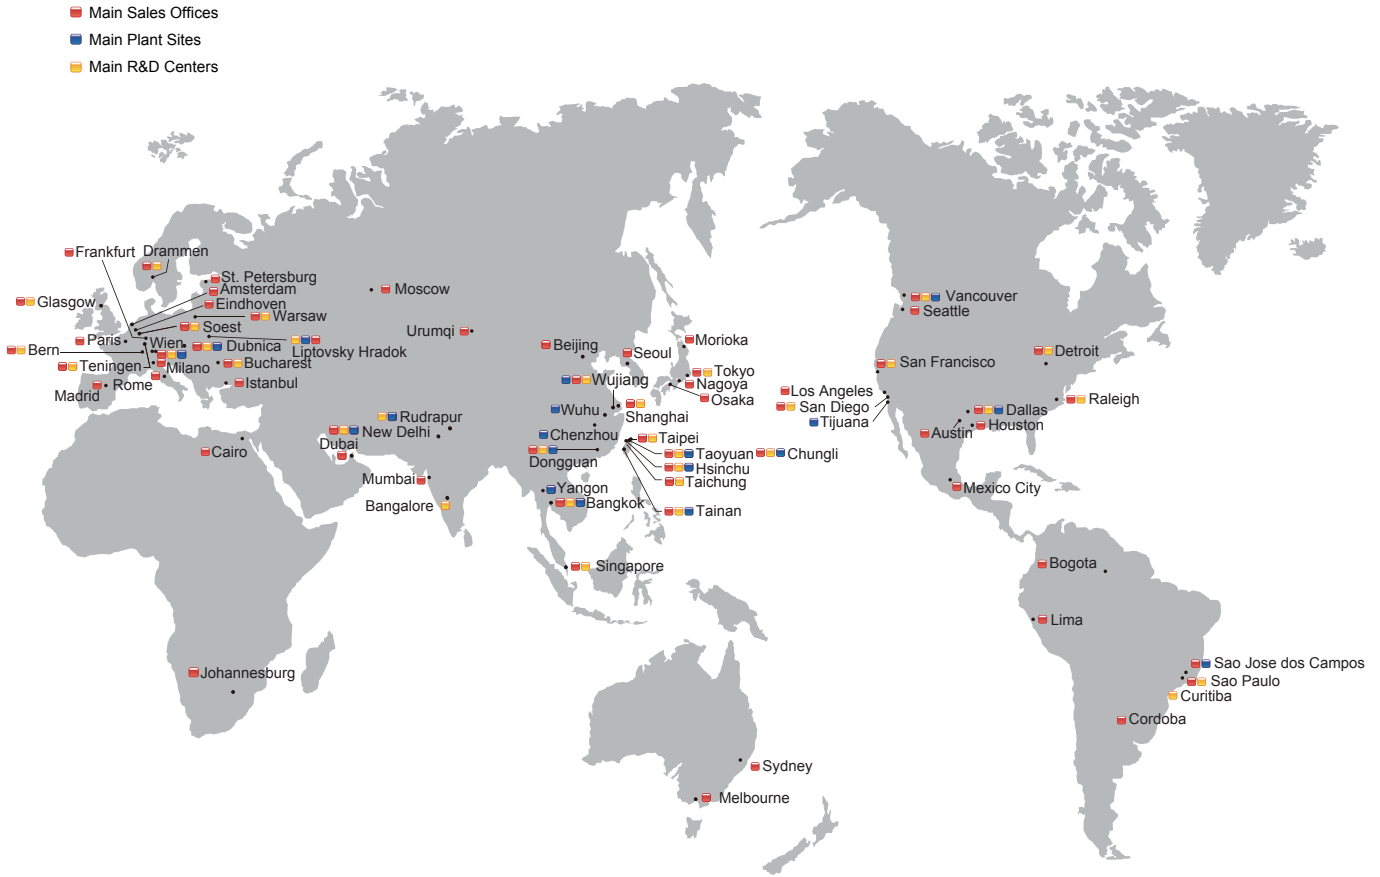 Main Sales Offices
Main Plant Sites
Main R&D Centers
Frankfurt
Drammen
St. Petersburg
Amsterdam
Eindhoven
Glasgow
Warsaw
Soest
Paris
Wien
Dubnica
Liptovsky Hradok
Bern
Teningen
Milano
Bucharest
Madrid
Rome
Istanbul
Moscow
Urumqi
Beijing
Seoul
Morioka
Tokyo
Nagoya
Osaka
Wujiang
Shanghai
Wuhu
Rudrapur
New Delhi
Dubai
Cairo
Chenzhou
Dongguan
Taipei
Taoyuan
Chungli
Hsinchu
Taichung
Tainan
Mumbai
Bangalore
Yangon
Bangkok
Singapore
Johannesburg
Sydney
Melbourne
Vancouver
Seattle
San Francisco
Detroit
Los Angeles
San Diego
Tijuana
Raleigh
Dallas
Houston
Austin
Mexico City
Bogota
Lima
Sao Jose dos Campos
Sao Paulo
Curitiba
Cordoba